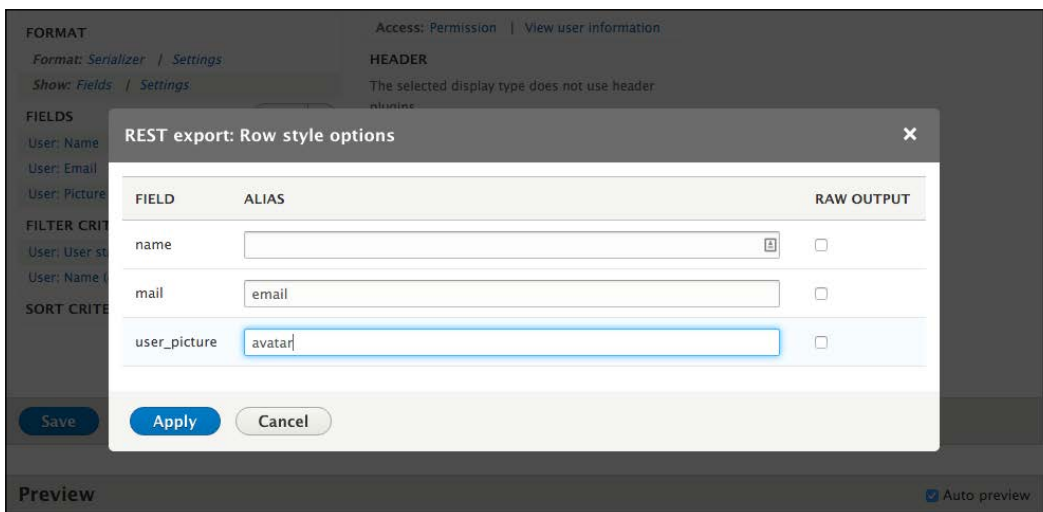 FORMAT
Format: Serializer | Settings
Show: Fields | Settings
FIELDS
User: Name
User: Email
User: Picture
FILTER CRIT
User: User st
User: Name (
SORT CRITE
Access: Permission | View user information
HEADER
The selected display type does not use header
plugins
REST export: Row style options
×
FIELD ALIAS RAW OUTPUT
name
mail email
user_picture avatar
Apply Cancel
Save
Preview
Auto preview